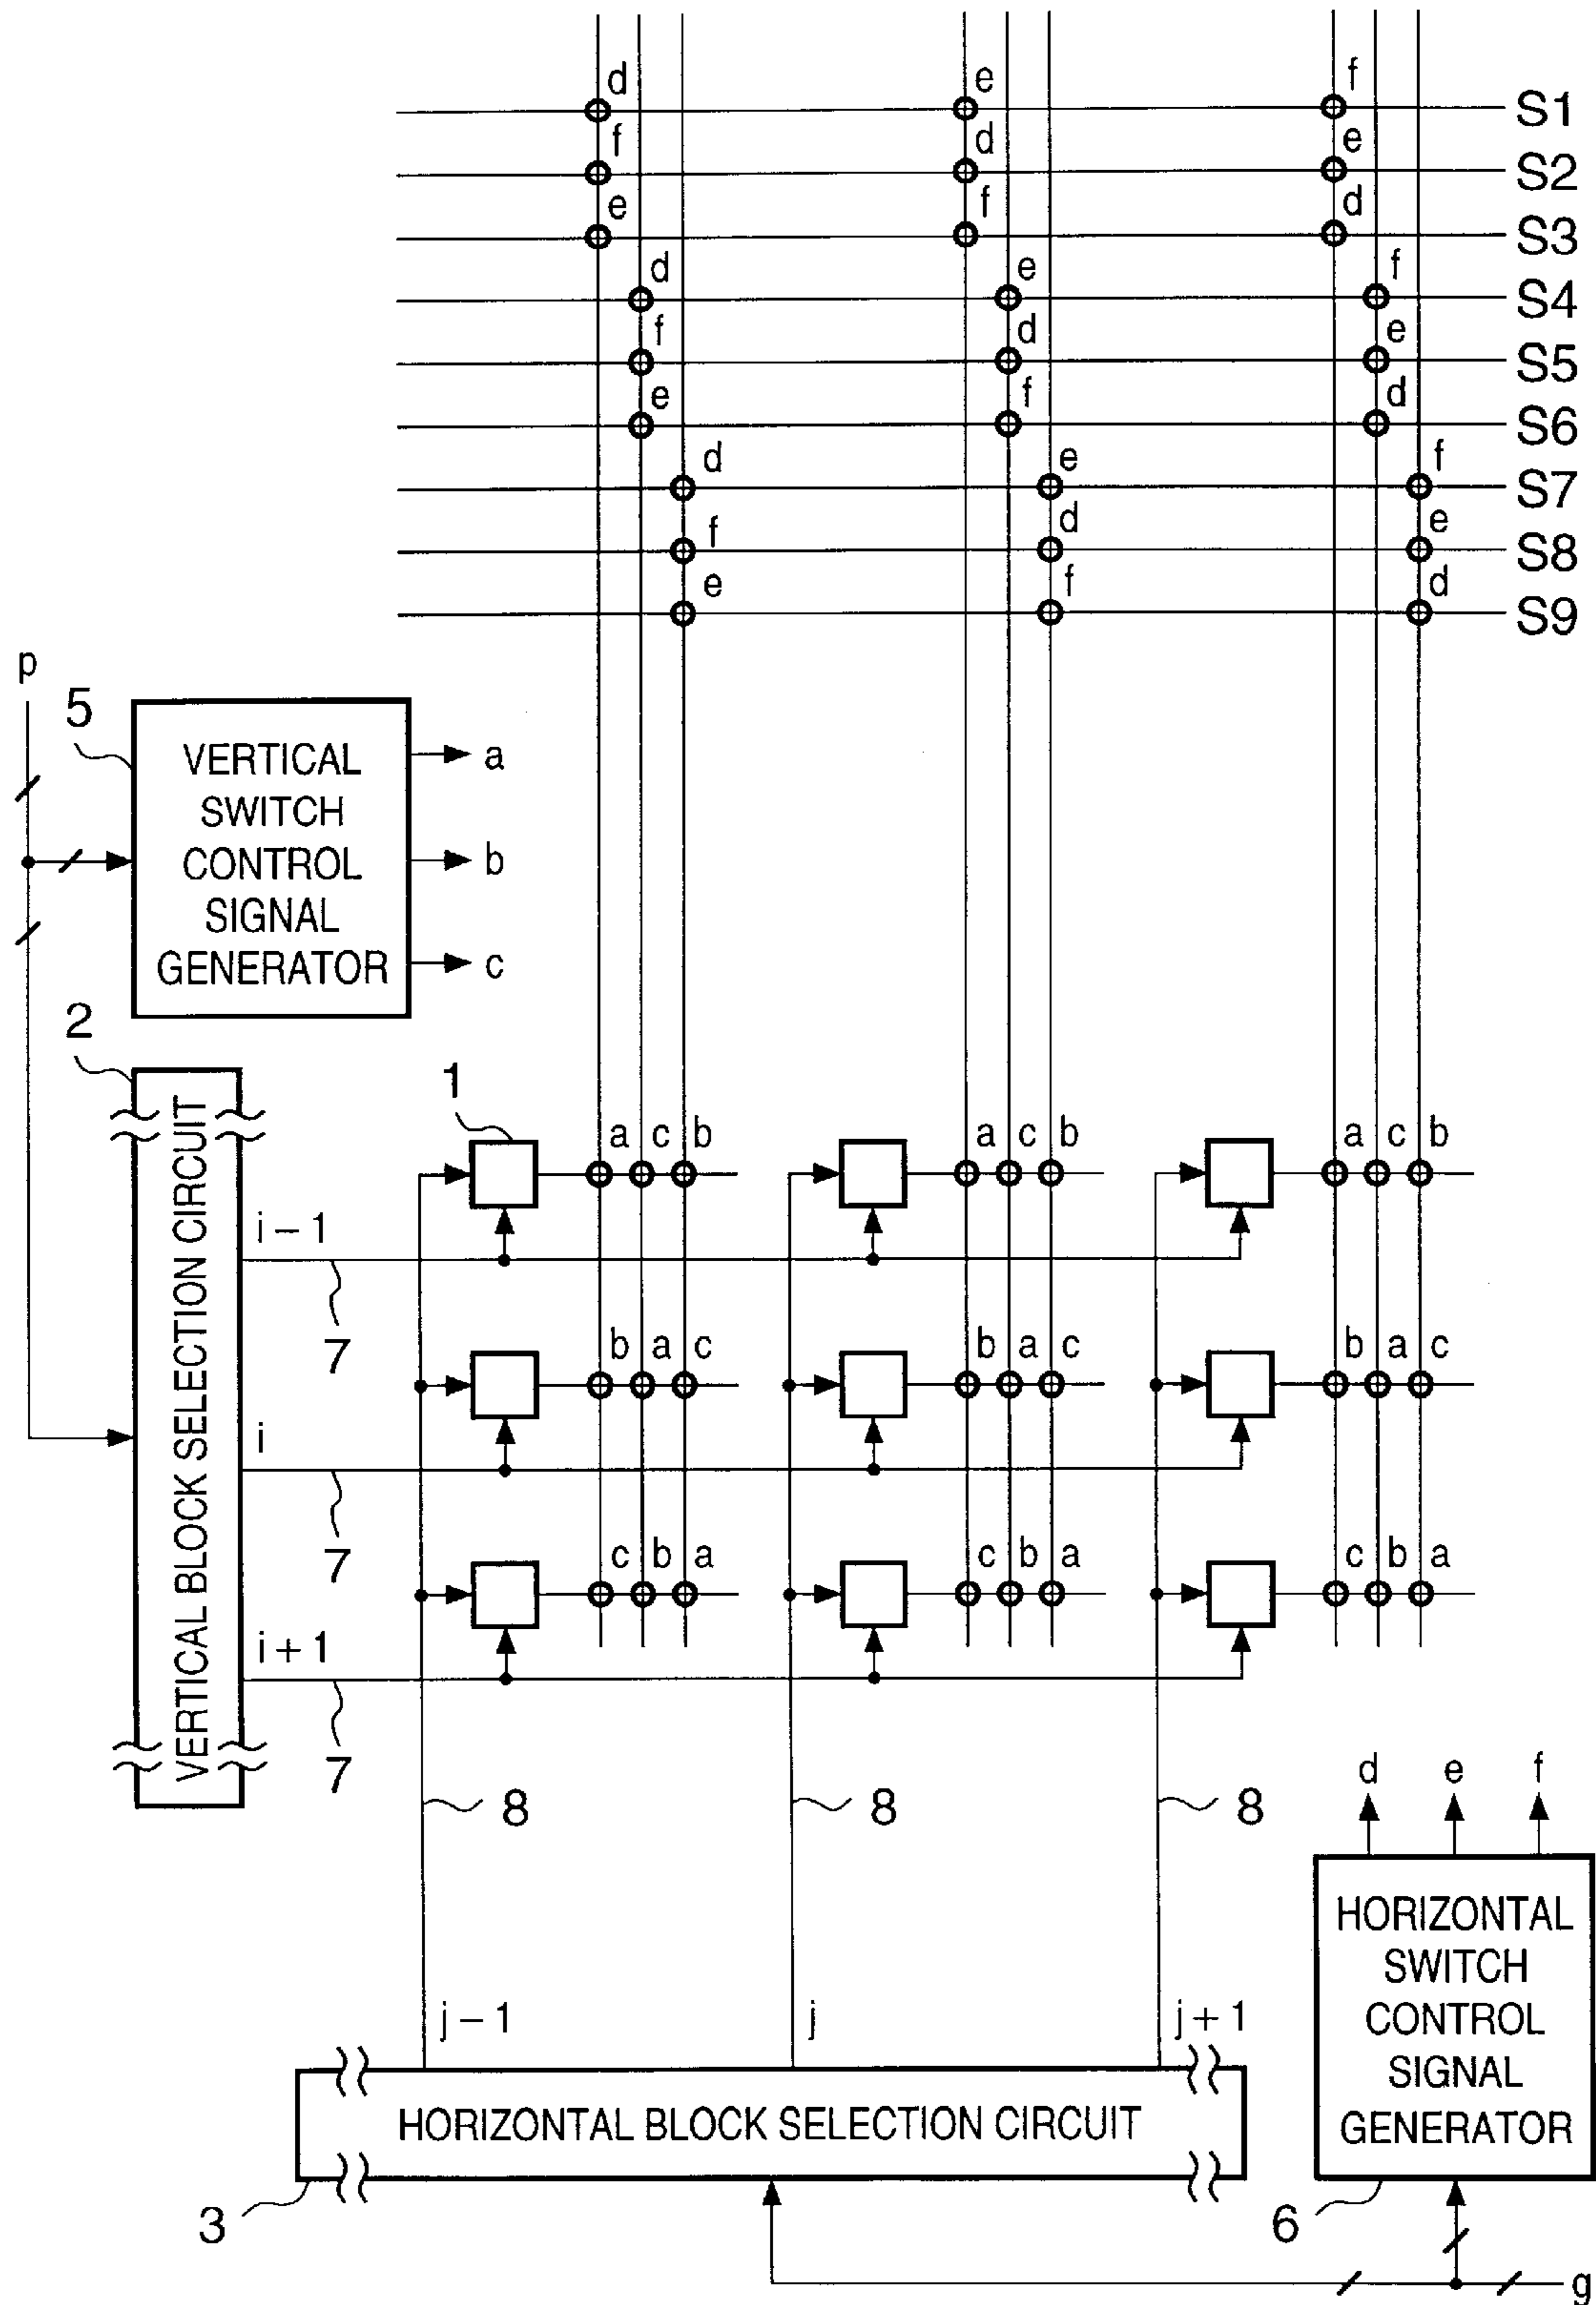 d e f S1
f d e S2
e f d S3
d e f S4
f d e S5
e f d S6
d e f S7
f d e S8
e f d S9
p
5
VERTICAL
SWITCH
CONTROL
SIGNAL
GENERATOR
a
b
c
2
VERTICAL BLOCK SELECTION CIRCUIT
1
a c b a c b a c b
i-1
7
b a c b a c b a c
i
7
c b a c b a c b a
i+1
7
8 8 8
d e f
HORIZONTAL
SWITCH
CONTROL
SIGNAL
GENERATOR
j-1 j j+1
HORIZONTAL BLOCK SELECTION CIRCUIT
3
6
g